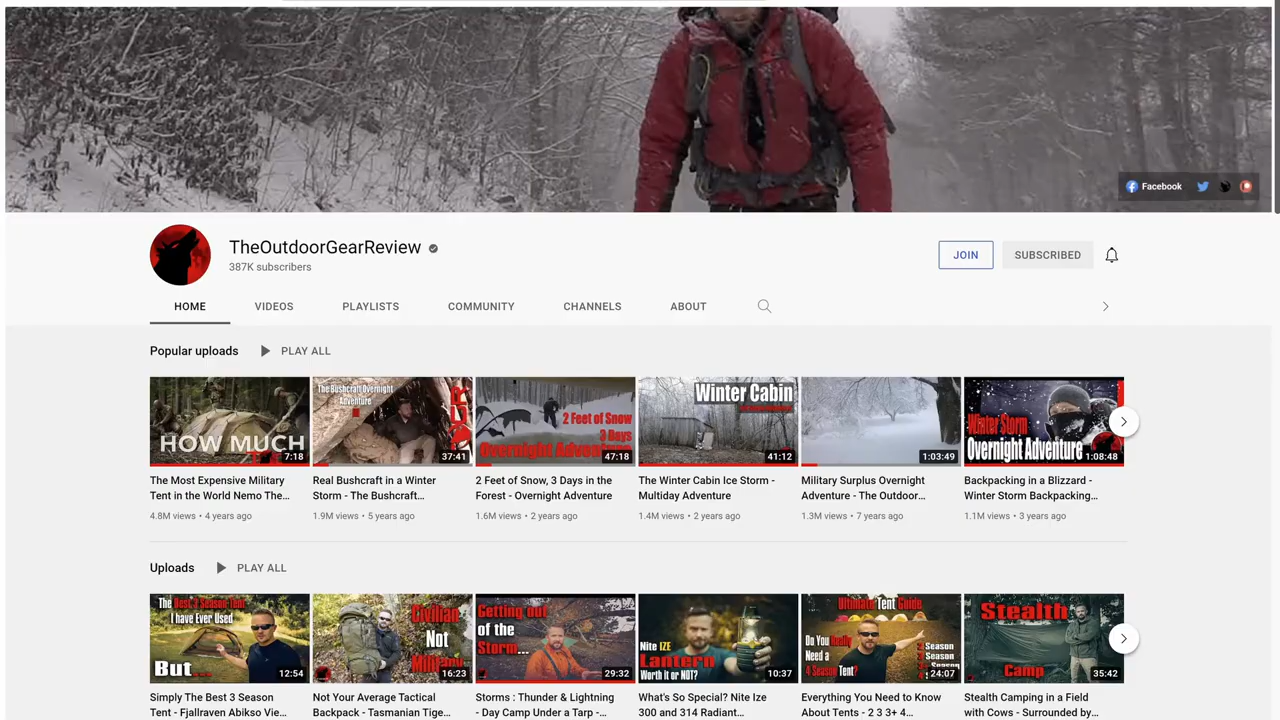 Facebook
TheOutdoorGearReview
387K subscribers
JOIN
SUBSCRIBED
HOME
VIDEOS
PLAYLISTS
COMMUNITY
CHANNELS
ABOUT
Popular uploads
PLAY ALL
HOW MUCH
7:18
The Bushcraft Overnight
Adventure
37:41
2 Feet of Snow
3 Days
Overnight Adventure
47:18
Winter Cabin
41:12
1:03:49
Winter Storm
Overnight Adventure
1:08:48
The Most Expensive Military
Tent in the World Nemo The...
4.8M views • 4 years ago
Real Bushcraft in a Winter
Storm - The Bushcraft...
1.9M views • 5 years ago
2 Feet of Snow, 3 Days in the
Forest - Overnight Adventure
1.6M views • 2 years ago
The Winter Cabin Ice Storm -
Multiday Adventure
1.4M views • 2 years ago
Military Surplus Overnight
Adventure - The Outdoor...
1.3M views • 7 years ago
Backpacking in a Blizzard -
Winter Storm Backpacking...
1.1M views • 3 years ago
Uploads
PLAY ALL
The Best 3 Season Tent
I have Ever Used
But...
12:54
Civilian
Not
Military
16:23
Getting out
of the
Storm...
29:32
Nite IZE
Lantern
Worth it or NOT?
10:37
Ultimate Tent Guide
Do You Really
Need a
4 Season Tent?
2 Season
3 Season
Season
24:07
Stealth
Camp
35:42
Simply The Best 3 Season
Tent - Fjallraven Abikso Vie...
Not Your Average Tactical
Backpack - Tasmanian Tige...
Storms : Thunder & Lightning
- Day Camp Under a Tarp -...
What's So Special? Nite Ize
300 and 314 Radiant...
Everything You Need to Know
About Tents - 2 3 3+ 4...
Stealth Camping in a Field
with Cows - Surrounded by...